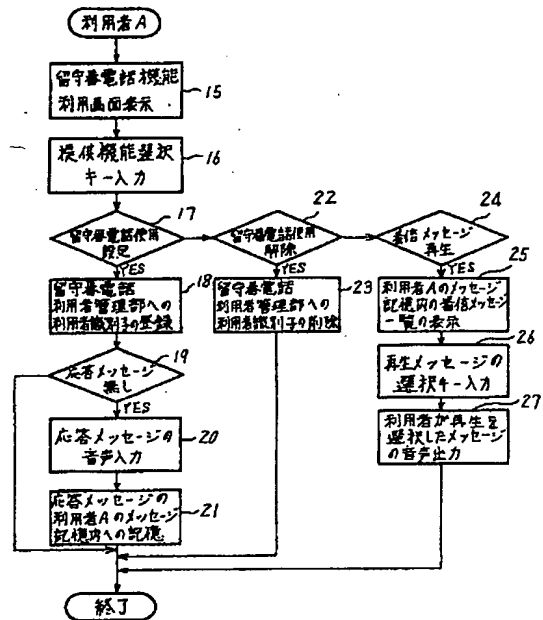 利用者A
留守番電話機能
利用画面表示
15
提供機能選択
キー入力
16
留守番電話使用
設定
17
YES
留守番電話
利用者管理部への
利用者識別子の登録
18
応答メッセージ
無し
19
YES
応答メッセージの
音声入力
20
応答メッセージの
利用者Aのメッセージ
記憶内への記憶
21
留守番電話使用
解除
22
YES
留守番電話
利用者管理部への
利用者識別子の削除
23
着信メッセージ
再生
24
YES
利用者Aのメッセージ
記憶内の着信メッセージ
一覧の表示
25
再生メッセージの
選択キー入力
26
利用者が再生を
選択したメッセージ
の音声出力
27
終了